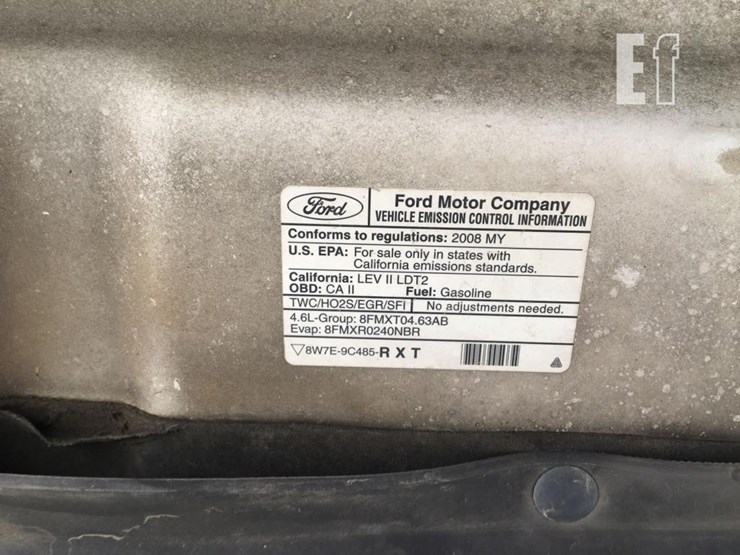 Ef
Ford
Ford Motor Company
VEHICLE EMISSION CONTROL INFORMATION
Conforms to regulations: 2008 MY
U.S. EPA: For sale only in states with
California emissions standards.
California: LEV II LDT2
OBD: CA II Fuel: Gasoline
TWC/HO2S/EGR/SFI No adjustments needed.
4.6L-Group: 8FMXT04.63AB
Evap: 8FMXR0240NBR
▽8W7E-9C485-R X T